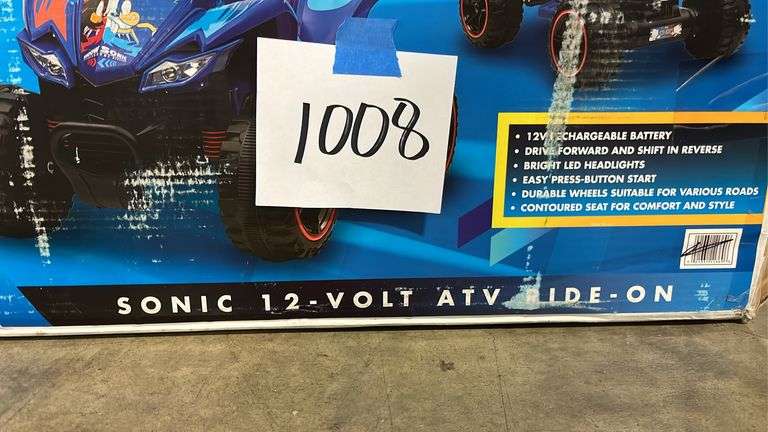 SONIC
1008
• 12V RECHARGEABLE BATTERY
• DRIVE FORWARD AND SHIFT IN REVERSE
• BRIGHT LED HEADLIGHTS
• EASY PRESS-BUTTON START
• DURABLE WHEELS SUITABLE FOR VARIOUS ROADS
• CONTOURED SEAT FOR COMFORT AND STYLE
SONIC 12-VOLT ATV RIDE-ON